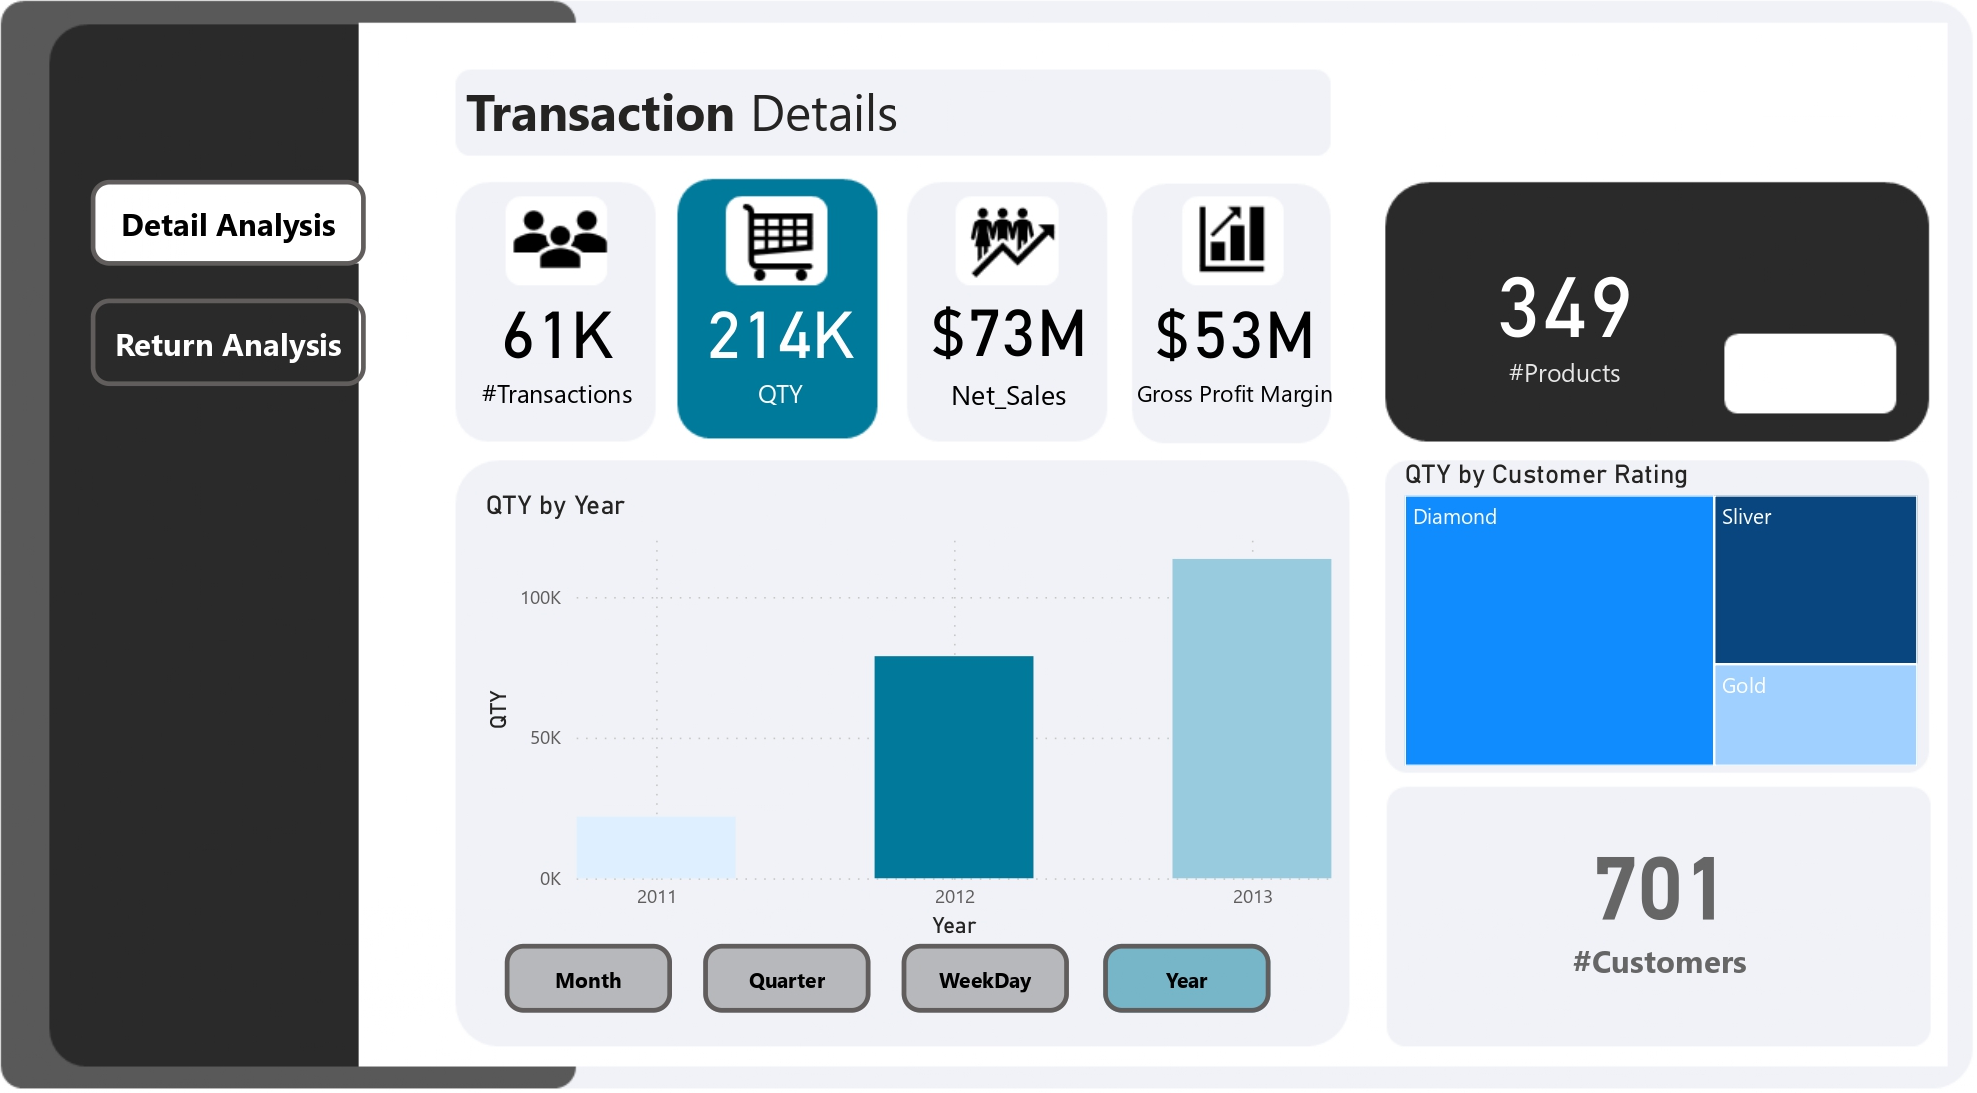 Transaction Details
Detail Analysis
Return Analysis
61K
#Transactions
214K
QTY
$73M
Net_Sales
$53M
Gross Profit Margin
349
#Products
QTY by Year
QTY
100K
50K
0K
2011
2012
2013
Year
Month
Quarter
WeekDay
Year
QTY by Customer Rating
Diamond
Sliver
Gold
701
#Customers